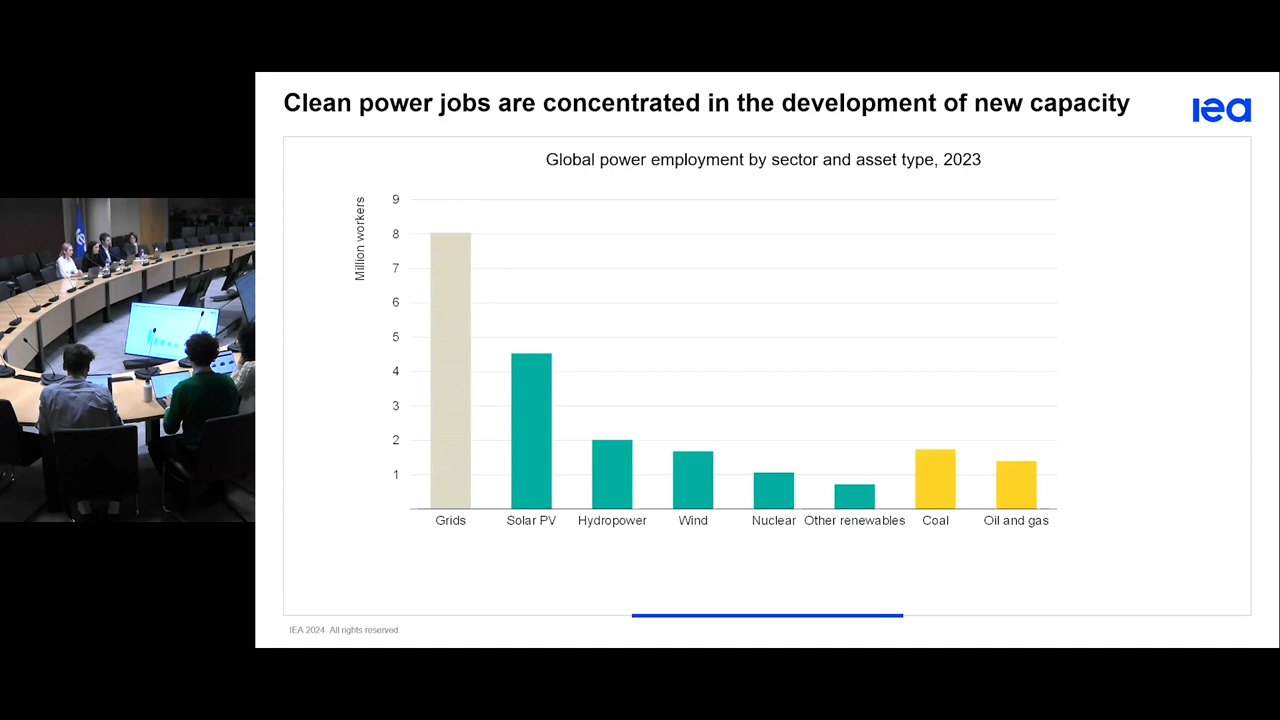 Clean power jobs are concentrated in the development of new capacity
iea
Global power employment by sector and asset type, 2023
Million workers
9
8
7
6
5
4
3
2
1
Grids
Solar PV
Hydropower
Wind
Nuclear
Other renewables
Coal
Oil and gas
IEA 2024. All rights reserved.